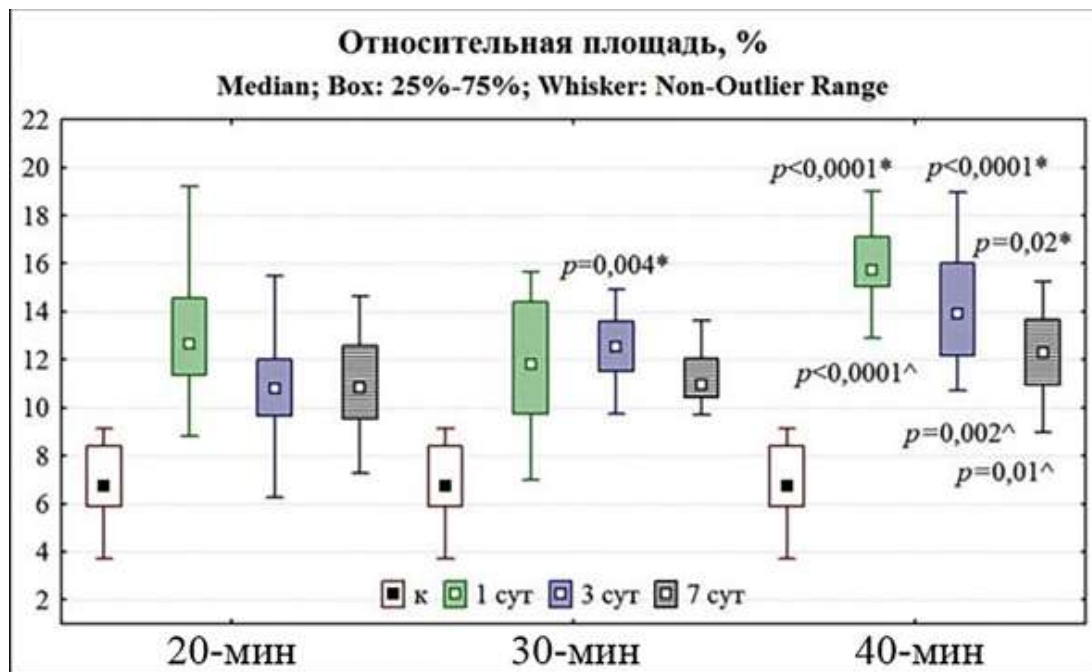 Относительная площадь, %
Median; Box: 25%-75%; Whisker: Non-Outlier Range
22
20
18
16
14
12
10
8
6
4
2
p<0,0001*
p<0,0001*
p=0,02*
p=0,004*
p<0,0001^
p=0,002^
p=0,01^
к 1 сут 3 сут 7 сут
20-мин 30-мин 40-мин